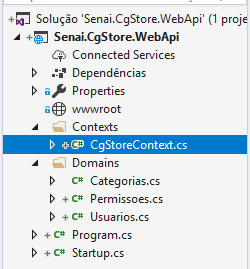 Solução 'Senai.CgStore.WebApi' (1 proje
Senai.CgStore.WebApi
Connected Services
Dependências
Properties
wwwroot
Contexts
C# CgStoreContext.cs
Domains
C# Categorias.cs
C# Permissoes.cs
C# Usuarios.cs
C# Program.cs
C# Startup.cs